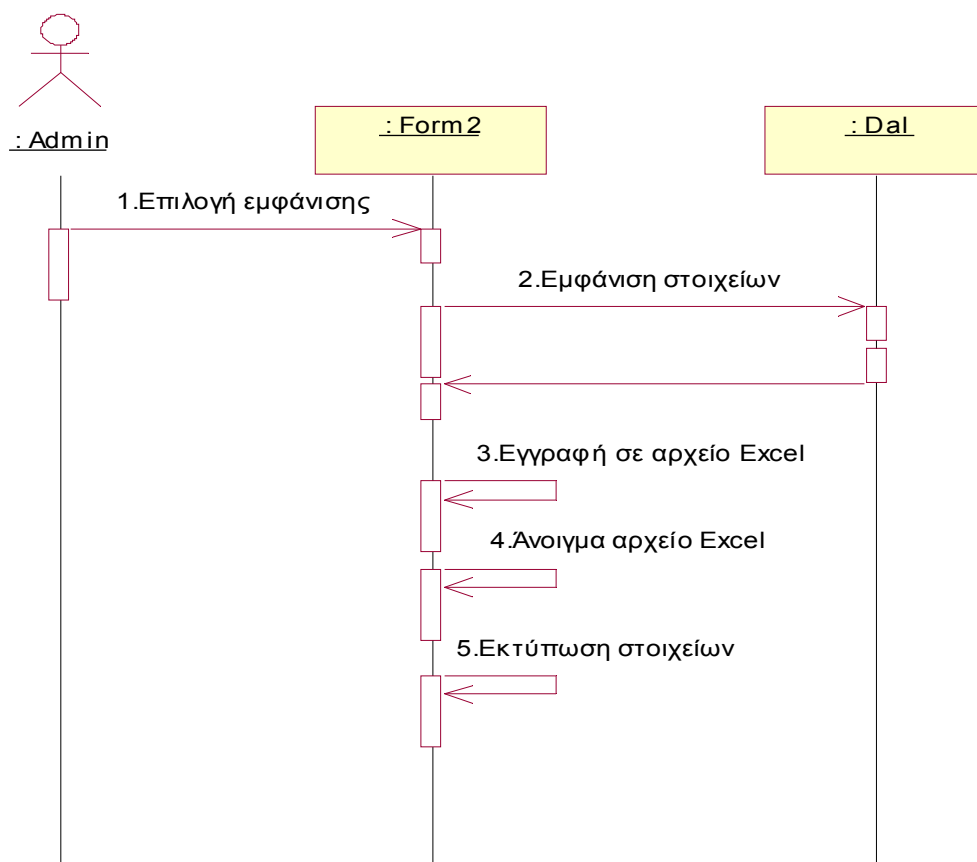 : Admin
: Form2
: Dal
1.Επιλογή εμφάνισης
2.Εμφάνιση στοιχείων
3.Εγγραφή σε αρχείο Excel
4.Άνοιγμα αρχείο Excel
5.Εκτύπωση στοιχείων